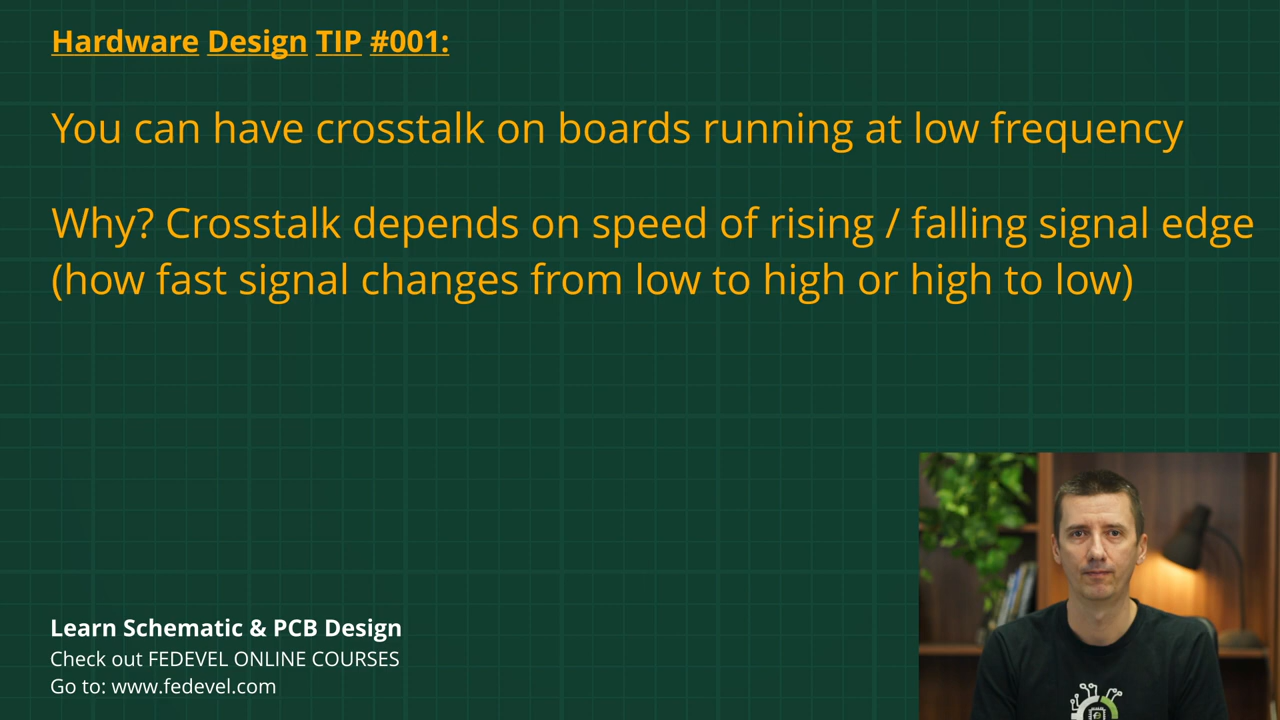 Hardware Design TIP #001:
You can have crosstalk on boards running at low frequency
Why? Crosstalk depends on speed of rising / falling signal edge
(how fast signal changes from low to high or high to low)
Learn Schematic & PCB Design
Check out FEDEVEL ONLINE COURSES
Go to: www.fedevel.com